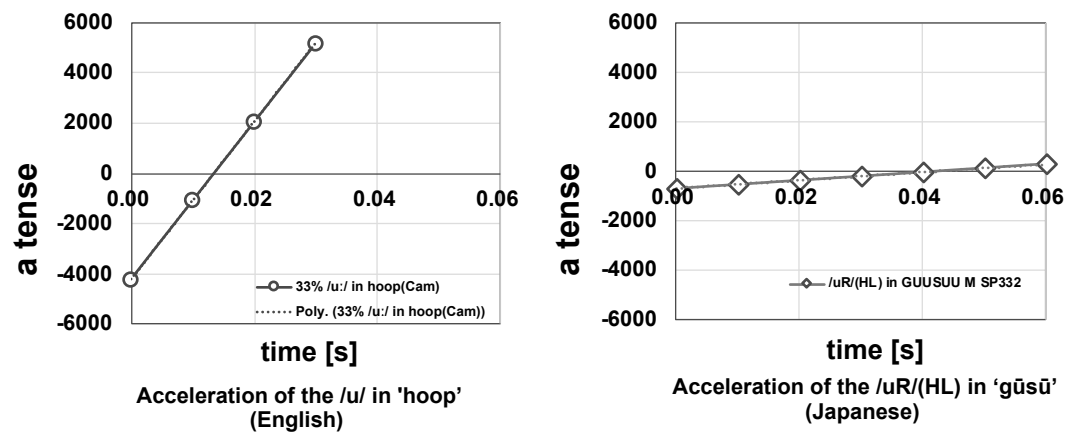 6000
4000
2000
0
-2000
-4000
-6000
0.00 0.02 0.04 0.06
a tense
33% /u:/ in hoop(Cam)
Poly. (33% /u:/ in hoop(Cam))
time [s]
Acceleration of the /u/ in 'hoop’
(English)
6000
4000
2000
0
-2000
-4000
-6000
0.00 0.02 0.04 0.06
a tense
/uR/(HL) in GUUSUU M SP332
time [s]
Acceleration of the /uR/(HL) in ‘gūsū’
(Japanese)